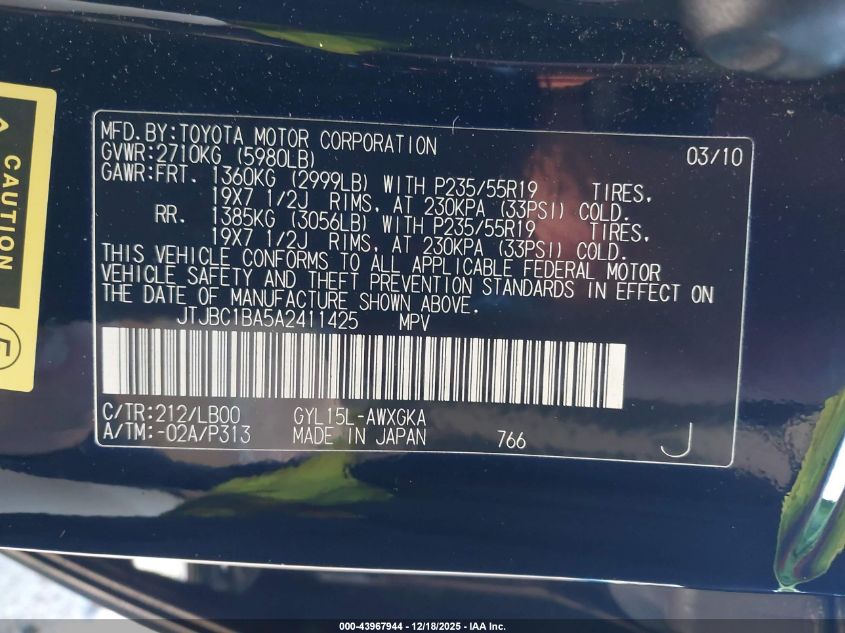 CAUTION
MFD.BY:TOYOTA MOTOR CORPORATION 03/10
GVWR:2710KG (5980LB)
GAWR:FRT. 1360KG (2999LB) WITH P235/55R19 TIRES,
19X7 1/2J RIMS, AT 230KPA (33PSI) COLD.
RR. 1385KG (3056LB) WITH P235/55R19 TIRES,
19X7 1/2J RIMS, AT 230KPA (33PSI) COLD.
THIS VEHICLE CONFORMS TO ALL APPLICABLE FEDERAL MOTOR
VEHICLE SAFETY AND THEFT PREVENTION STANDARDS IN EFFECT ON
THE DATE OF MANUFACTURE SHOWN ABOVE.
JTJBC1BA5A2411425 MPV
C/TR:212/LB00 GYL15L-AWXGKA
A/TM:-02A/P313 MADE IN JAPAN 766 J
000-43967944 - 12/18/2025 - IAA Inc.